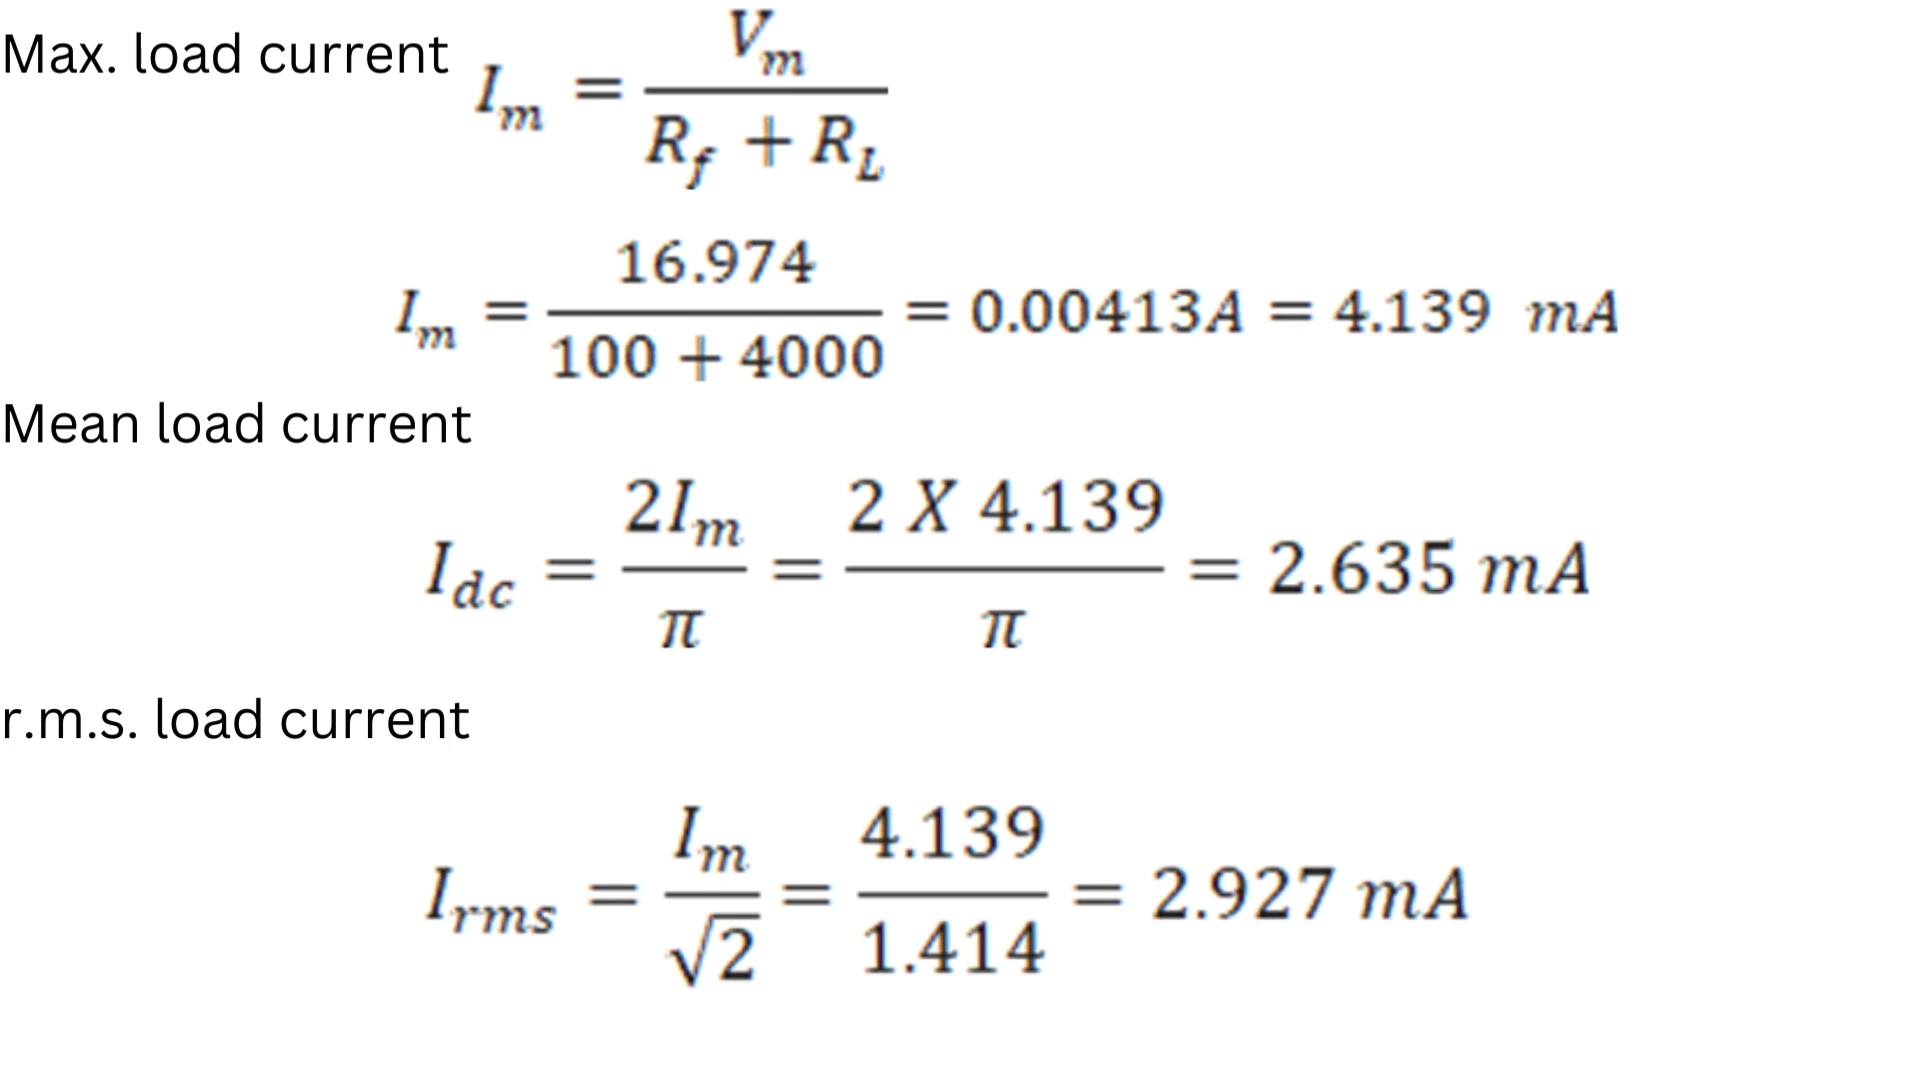 Max. load current I_m = V_m / (R_f + R_L)
I_m = 16.974 / (100 + 4000) = 0.00413A = 4.139 mA
Mean load current
I_dc = 2I_m / π = 2 X 4.139 / π = 2.635 mA
r.m.s. load current
I_rms = I_m / √2 = 4.139 / 1.414 = 2.927 mA